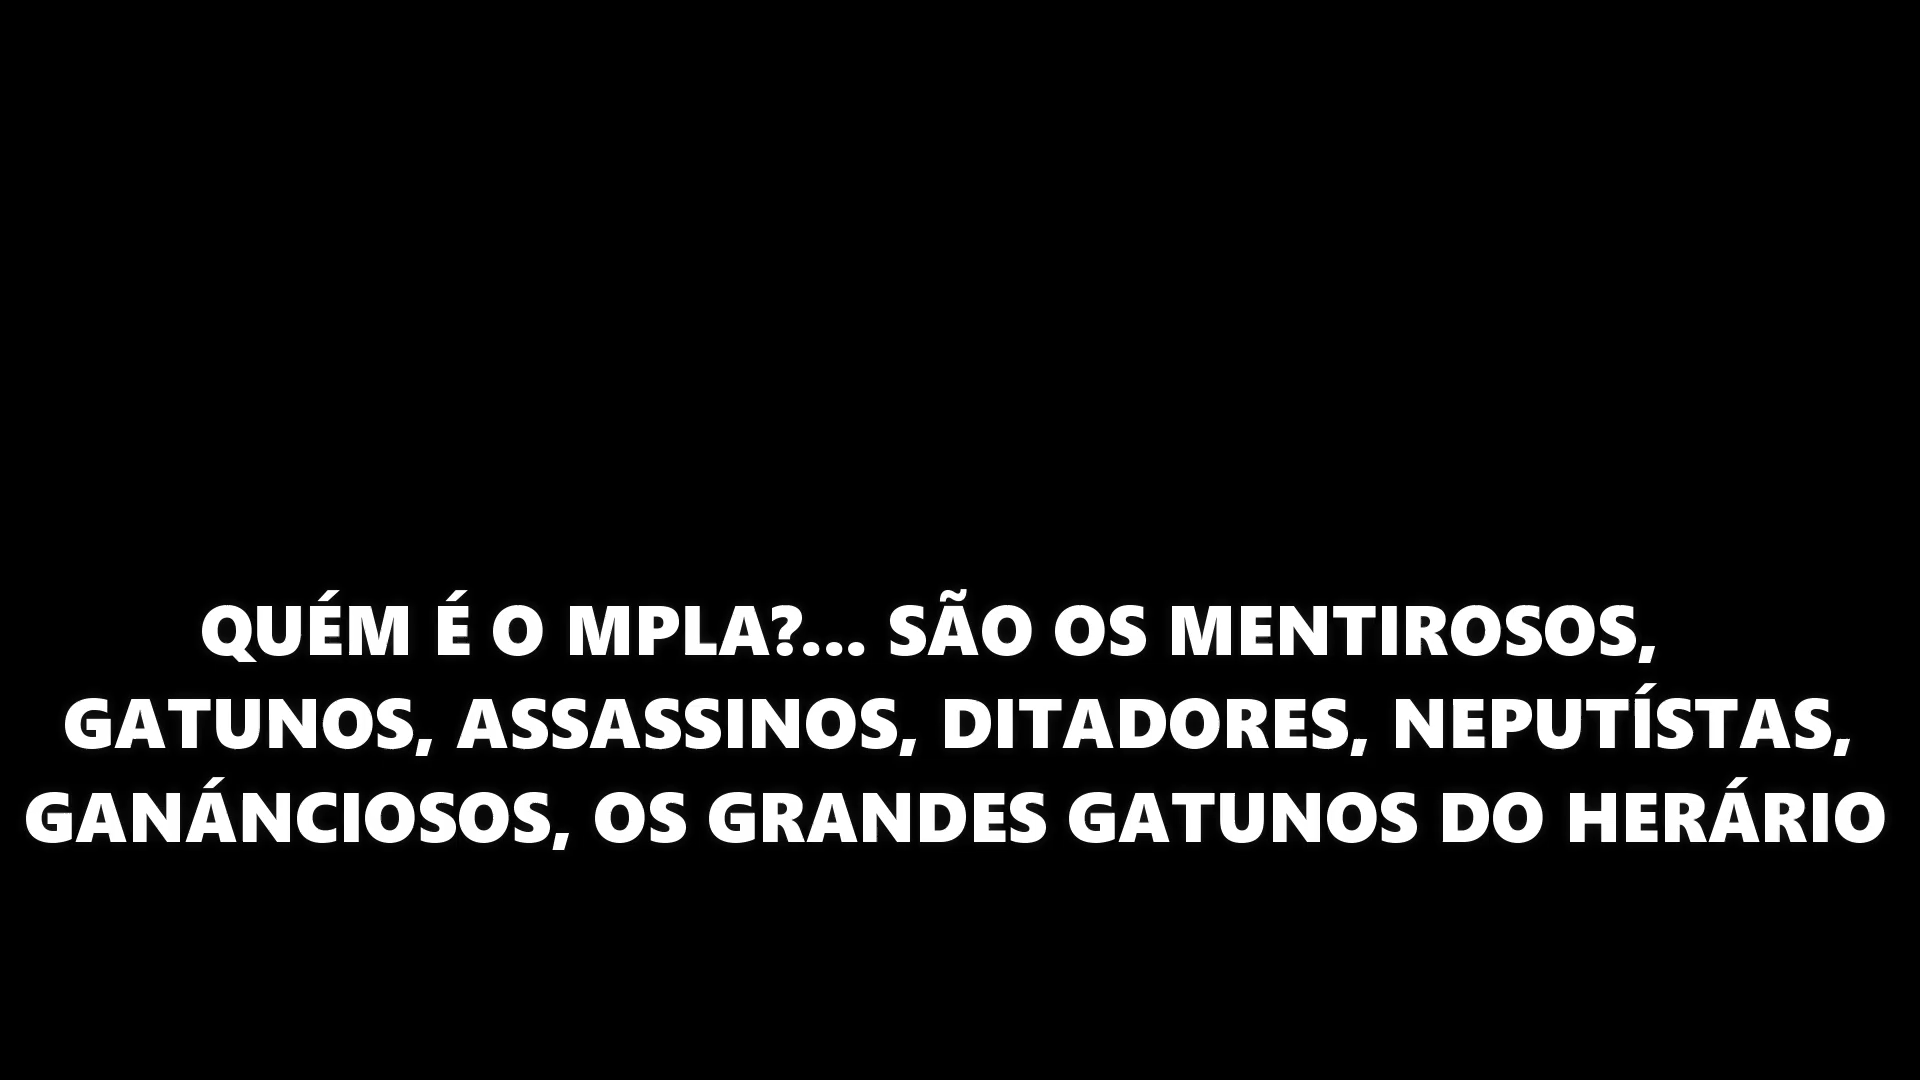 QUÉM É O MPLA?... SÃO OS MENTIROSOS,
GATUNOS, ASSASSINOS, DITADORES, NEPUTÍSTAS,
GANÁNCIOSOS, OS GRANDES GATUNOS DO HERÁRIO